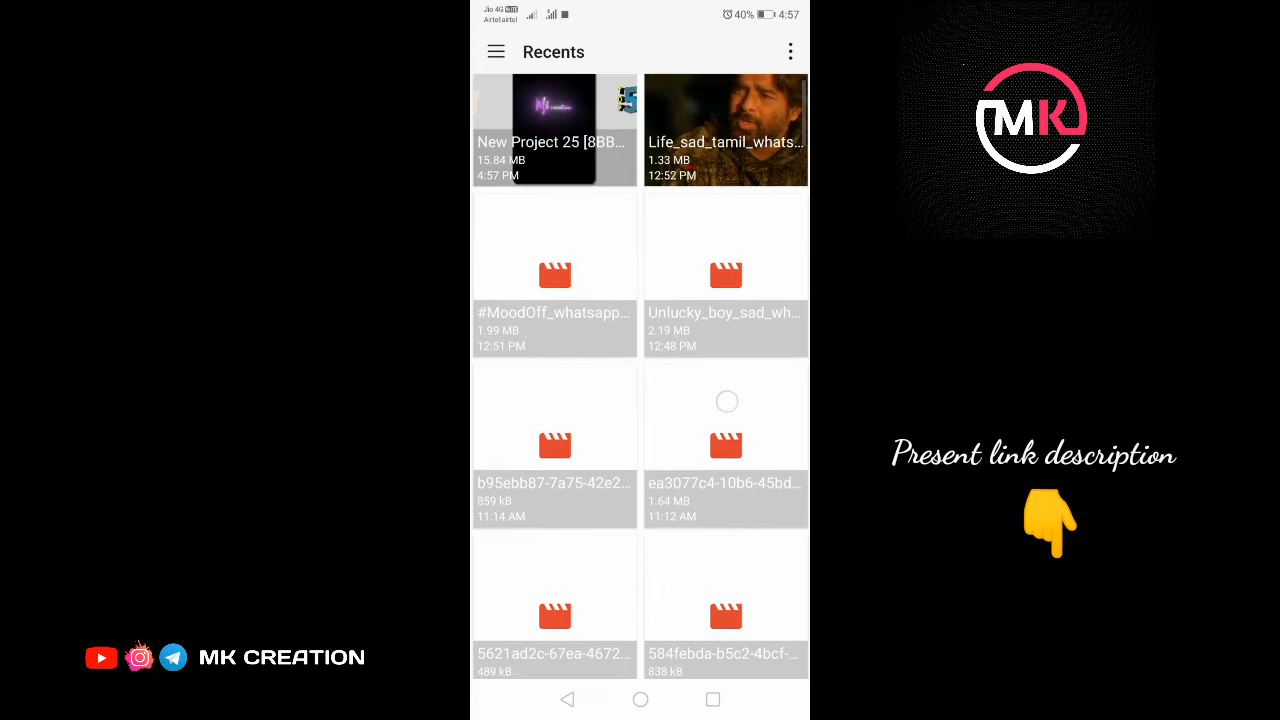 Jio 4G VoLTE
Airtel|airtel
40%
4:57
Recents
MK creation
New Project 25 [8BB...
15.84 MB
4:57 PM
Life_sad_tamil_whats...
1.33 MB
12:52 PM
#MoodOff_whatsapp...
1.99 MB
12:51 PM
Unlucky_boy_sad_wh...
2.19 MB
12:48 PM
b95ebb87-7a75-42e2...
859 kB
11:14 AM
ea3077c4-10b6-45bd...
1.64 MB
11:12 AM
5621ad2c-67ea-4672...
489 kB
584febda-b5c2-4bcf-...
838 kB
MK
Present link description
MK CREATION